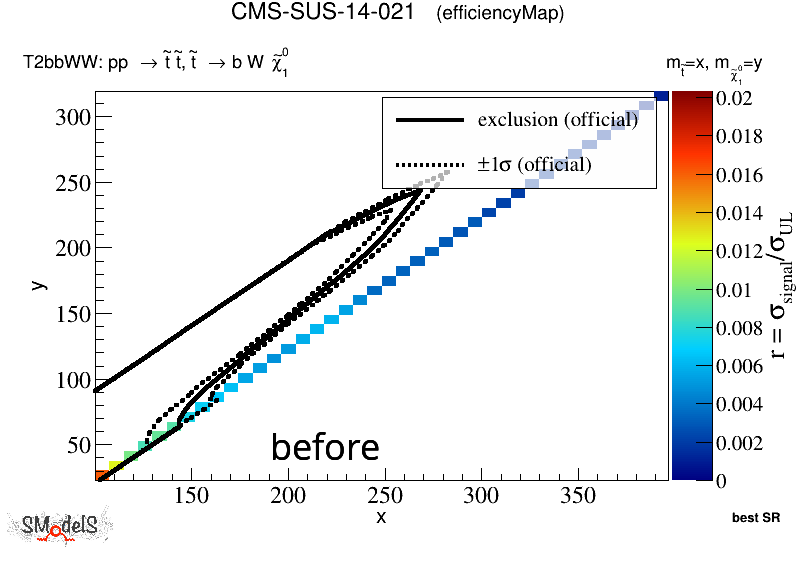 CMS-SUS-14-021 (efficiencyMap)
T2bbWW: pp → t̃ t̃, t̃ → b W χ̃₁⁰
m_t̃=x, m_χ̃₁⁰=y
exclusion (official)
±1σ (official)
300
250
200
150
100
50
y
150
200
250
300
350
x
0.02
0.018
0.016
0.014
0.012
0.01
0.008
0.006
0.004
0.002
0
r = σ_signal/σ_UL
before
SModelS
best SR